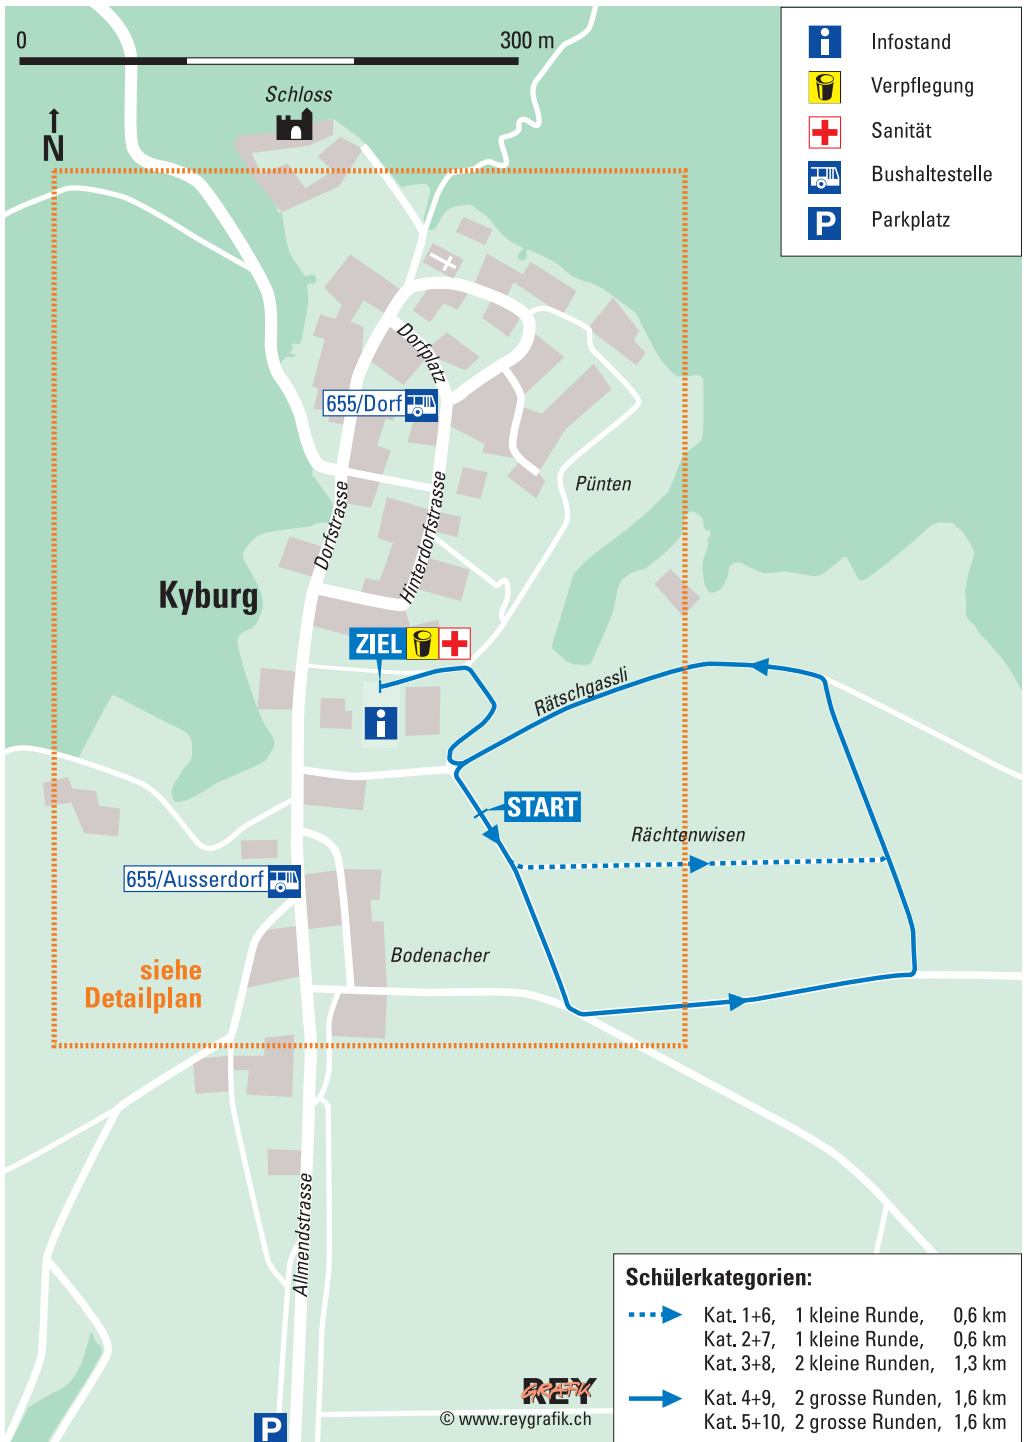 0 300 m
Infostand
Verpflegung
Sanität
Bushaltestelle
P Parkplatz
Schloss
N
Dorfplatz
655/Dorf
Pünten
Dorfstrasse
Hinterdorfstrasse
Kyburg
ZIEL
Rätschgassli
START
Rächtenwisen
655/Ausserdorf
Bodenacher
siehe
Detailplan
Allmendstrasse
Schülerkategorien:
Kat. 1+6, 1 kleine Runde, 0,6 km
Kat. 2+7, 1 kleine Runde, 0,6 km
Kat. 3+8, 2 kleine Runden, 1,3 km
Kat. 4+9, 2 grosse Runden, 1,6 km
Kat. 5+10, 2 grosse Runden, 1,6 km
REY
GRAFIK
© www.reygrafik.ch
P